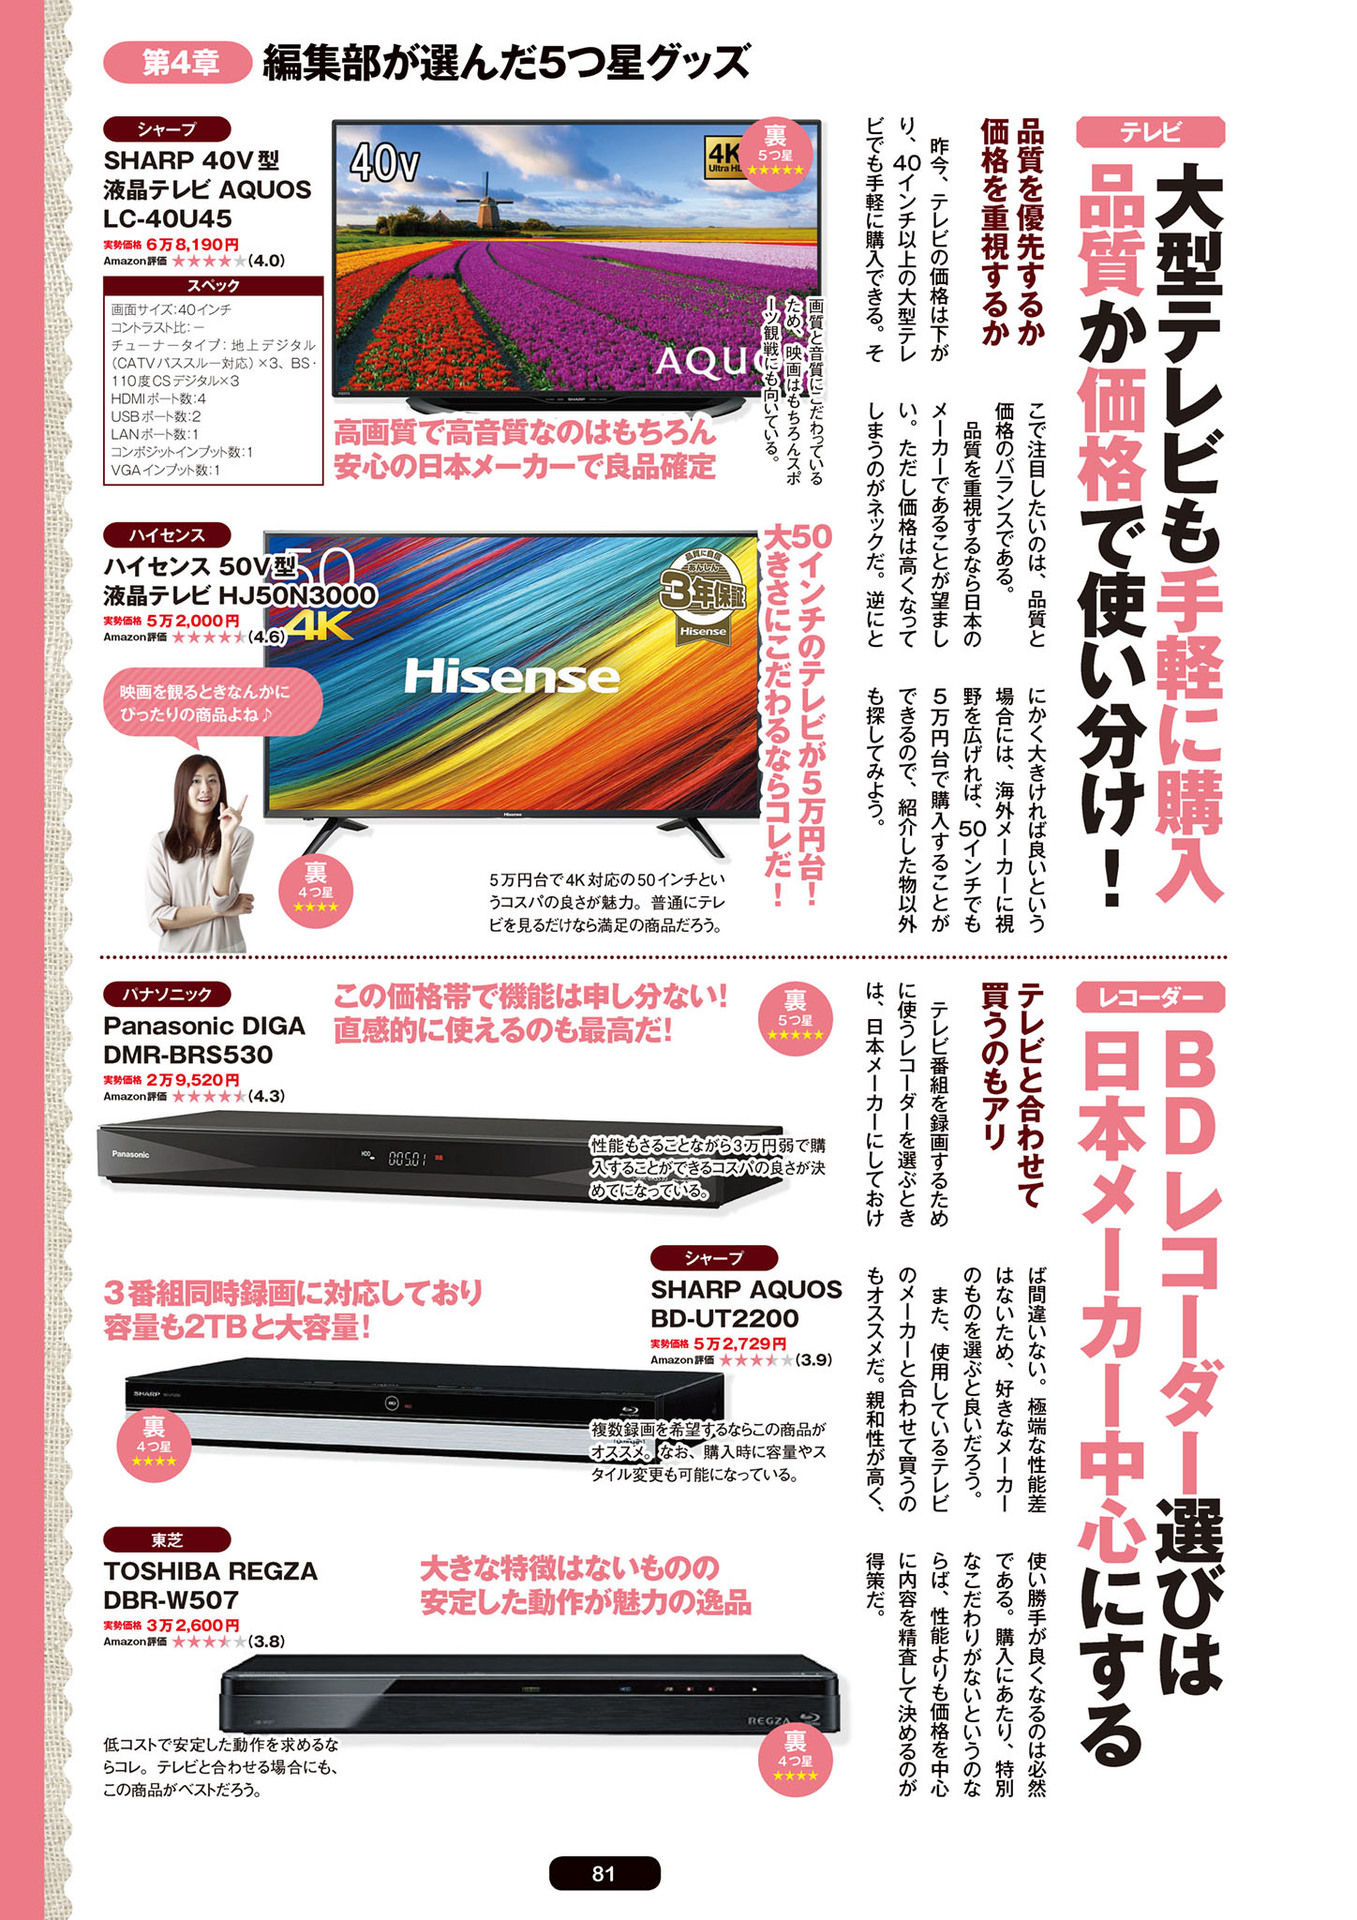 第4章 編集部が選んだ5つ星グッズ
テレビ
大型テレビも手軽に購入
品質か価格で使い分け！
品質を優先するか
価格を重視するか
昨今、テレビの価格は下が
り、40インチ以上の大型テレ
ビでも手軽に購入できる。そ
こで注目したいのは、品質と
価格のバランスである。
品質を重視するなら日本の
メーカーであることが望まし
い。ただし価格は高くなって
しまうのがネックだ。逆にと
にかく大きければ良いという
場合には、海外メーカーに視
野を広げれば、50インチでも
5万円台で購入することが
できるので、紹介した物以外
も探してみよう。
シャープ
SHARP 40V型
液晶テレビ AQUOS
LC-40U45
実勢価格 6万8,190円
Amazon評価 ★★★★★(4.0)
スペック
画面サイズ：40インチ
コントラスト比：−
チューナータイプ：地上デジタル
（CATVパススルー対応）×3、BS・
110度CSデジタル×3
HDMIポート数：4
USBポート数：2
LANポート数：1
コンポジットインプット数：1
VGAインプット数：1
40v
4K
Ultra HD
裏
5つ星
★★★★★
AQUOS
SHARP
画質と音質にこだわっている
ため、映画はもちろんスポ
ーツ観戦にも向いている。
高画質で高音質なのはもちろん
安心の日本メーカーで良品確定
ハイセンス
ハイセンス 50V型
液晶テレビ HJ50N3000
実勢価格 5万2,000円
Amazon評価 ★★★★★(4.6)
50
4K
品質に自信
あんしん
3年保証
Hisense
Hisense
Hisense
50インチのテレビが5万円台！
大きさにこだわるならコレだ！
映画を観るときなんかに
ぴったりの商品よね♪
裏
4つ星
★★★★
5万円台で4K対応の50インチとい
うコスパの良さが魅力。普通にテレ
ビを見るだけなら満足の商品だろう。
レコーダー
BDレコーダー選びは
日本メーカー中心にする
テレビと合わせて
買うのもアリ
テレビ番組を録画するため
に使うレコーダーを選ぶとき
は、日本メーカーにしておけ
ば間違いない。極端な性能差
はないため、好きなメーカー
のものを選ぶと良いだろう。
また、使用しているテレビ
のメーカーと合わせて買うの
もオススメだ。親和性が高く、
使い勝手が良くなるのは必然
である。購入にあたり、特別
なこだわりがないというのな
らば、性能よりも価格を中心
に内容を精査して決めるのが
得策だ。
パナソニック
Panasonic DIGA
DMR-BRS530
実勢価格 2万9,520円
Amazon評価 ★★★★★(4.3)
この価格帯で機能は申し分ない！
直感的に使えるのも最高だ！
裏
5つ星
★★★★★
Panasonic
HDD
005.01
性能もさることながら3万円弱で購
入することができるコスパの良さが決
めてになっている。
シャープ
SHARP AQUOS
BD-UT2200
実勢価格 5万2,729円
Amazon評価 ★★★★★(3.9)
3番組同時録画に対応しており
容量も2TBと大容量！
SHARP
裏
4つ星
★★★★
複数録画を希望するならこの商品が
オススメ。なお、購入時に容量やス
タイル変更も可能になっている。
東芝
TOSHIBA REGZA
DBR-W507
実勢価格 3万2,600円
Amazon評価 ★★★★★(3.8)
大きな特徴はないものの
安定した動作が魅力の逸品
REGZA
裏
4つ星
★★★★
低コストで安定した動作を求めるな
らコレ。テレビと合わせる場合にも、
この商品がベストだろう。
81